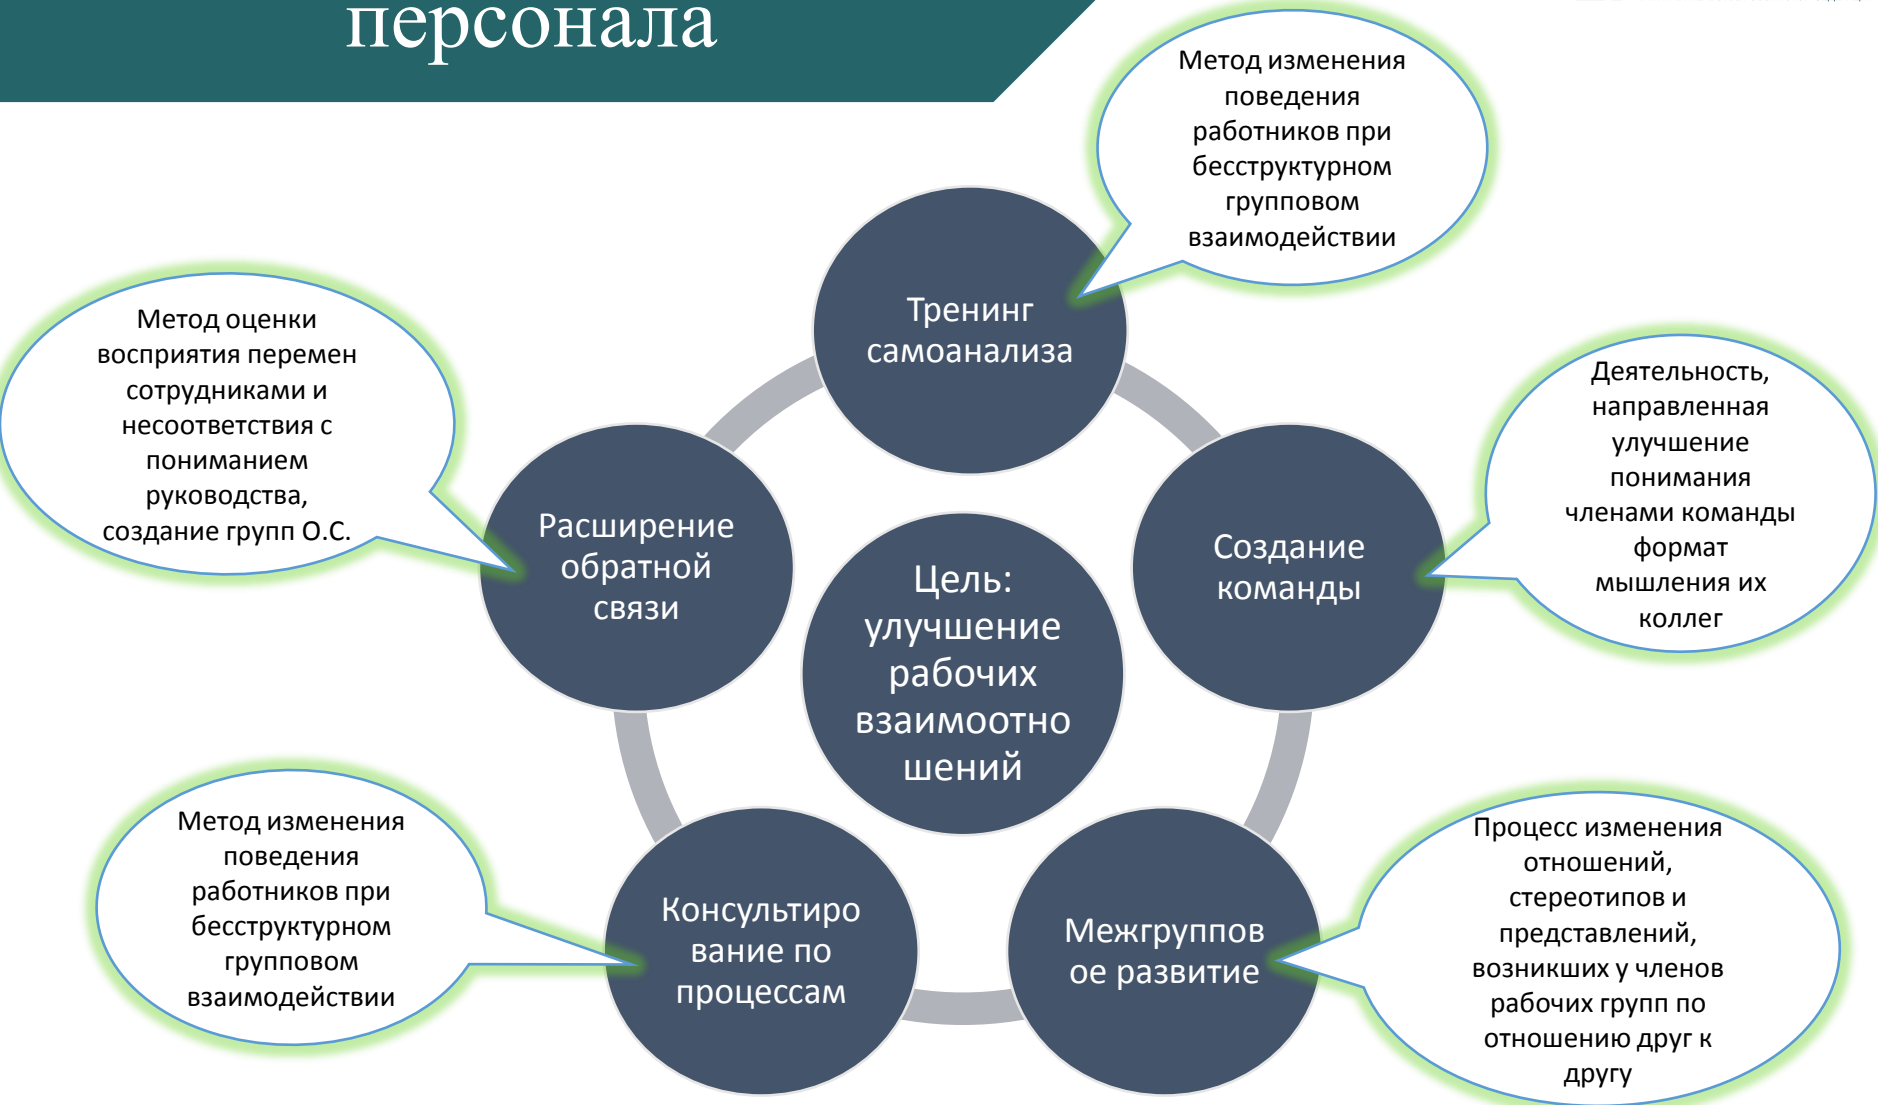 персонала
Метод изменения
поведения
работников при
бесструктурном
групповом
взаимодействии
Тренинг
самоанализа
Метод оценки
восприятия перемен
сотрудниками и
несоответствия с
пониманием
руководства,
создание групп О.С.
Деятельность,
направленная
улучшение
понимания
членами команды
формат
мышления их
коллег
Расширение
обратной
связи
Создание
команды
Цель:
улучшение
рабочих
взаимоотно
шений
Метод изменения
поведения
работников при
бесструктурном
групповом
взаимодействии
Консультиро
вание по
процессам
Межгруппов
ое развитие
Процесс изменения
отношений,
стереотипов и
представлений,
возникших у членов
рабочих групп по
отношению друг к
другу